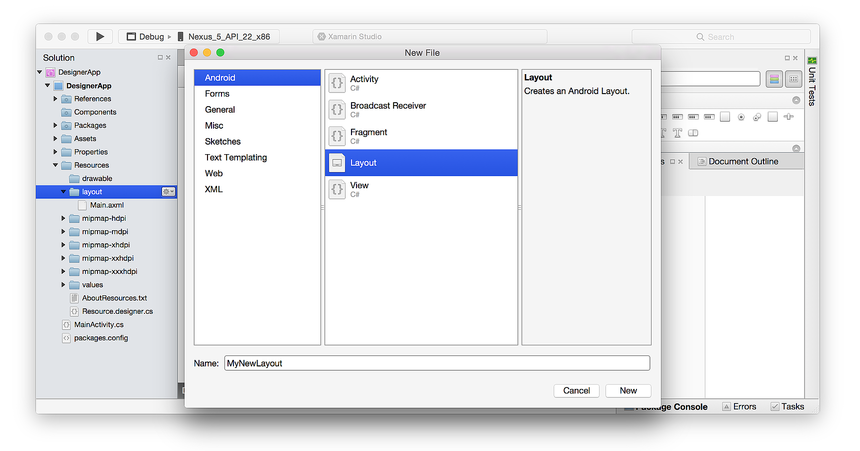 Debug
Nexus_5_API_22_x86
Xamarin Studio
Search
Solution
DesignerApp
DesignerApp
References
Components
Packages
Assets
Properties
Resources
drawable
layout
Main.axml
mipmap-hdpi
mipmap-mdpi
mipmap-xhdpi
mipmap-xxhdpi
mipmap-xxxhdpi
values
AboutResources.txt
Resource.designer.cs
MainActivity.cs
packages.config
New File
Android
Forms
General
Misc
Sketches
Text Templating
Web
XML
Activity
C#
Broadcast Receiver
C#
Fragment
C#
Layout
View
C#
Layout
Creates an Android Layout.
Name:
MyNewLayout
Cancel
New
Document Outline
Unit Tests
Console
Errors
Tasks